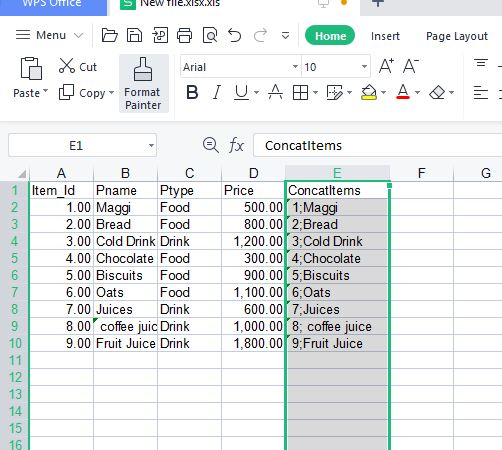 WPS Office New file.xlsx.xls
Menu Home Insert Page Layout
Cut Arial 10 A+ A-
Paste Copy Format Painter B I U A
E1 fx ConcatItems
A B C D E F G
1 Item_Id Pname Ptype Price ConcatItems
2 1.00 Maggi Food 500.00 1;Maggi
3 2.00 Bread Food 800.00 2;Bread
4 3.00 Cold Drink Drink 1,200.00 3;Cold Drink
5 4.00 Chocolate Food 300.00 4;Chocolate
6 5.00 Biscuits Food 900.00 5;Biscuits
7 6.00 Oats Food 1,100.00 6;Oats
8 7.00 Juices Drink 600.00 7;Juices
9 8.00 coffee juic Drink 1,000.00 8; coffee juice
10 9.00 Fruit Juice Drink 1,800.00 9;Fruit Juice
11
12
13
14
15
16